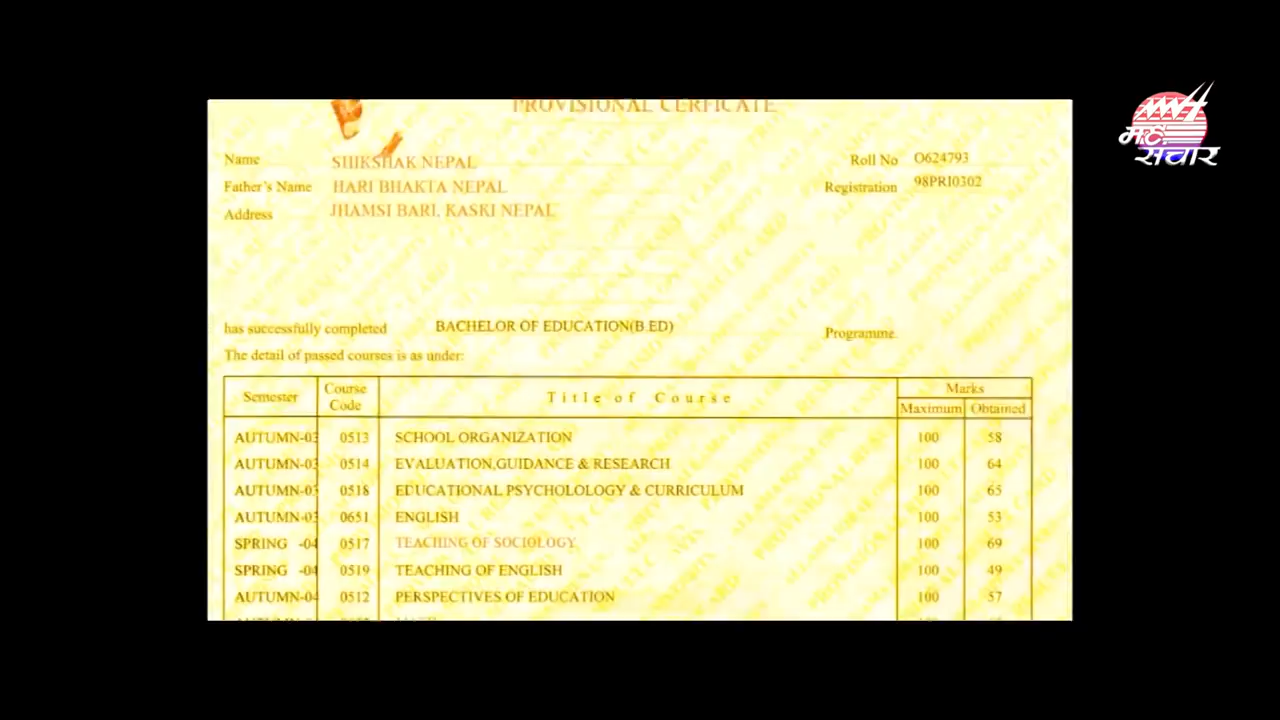 PROVISIONAL CERFICATE
महा
संचार
Name SHIKSHAK NEPAL Roll No O624793
Father's Name HARI BHAKTA NEPAL Registration 98PRI0302
Address JHAMSI BARI, KASKI NEPAL
has successfully completed BACHELOR OF EDUCATION(B.ED) Programme.
The detail of passed courses is as under:
Semester Course Code Title of Course Marks
Maximum Obtained
AUTUMN-03 0513 SCHOOL ORGANIZATION 100 58
AUTUMN-03 0514 EVALUATION,GUIDANCE & RESEARCH 100 64
AUTUMN-03 0518 EDUCATIONAL PSYCHOLOLOGY & CURRICULUM 100 65
AUTUMN-03 0651 ENGLISH 100 53
SPRING -04 0517 TEACHING OF SOCIOLOGY 100 69
SPRING -04 0519 TEACHING OF ENGLISH 100 49
AUTUMN-04 0512 PERSPECTIVES OF EDUCATION 100 57